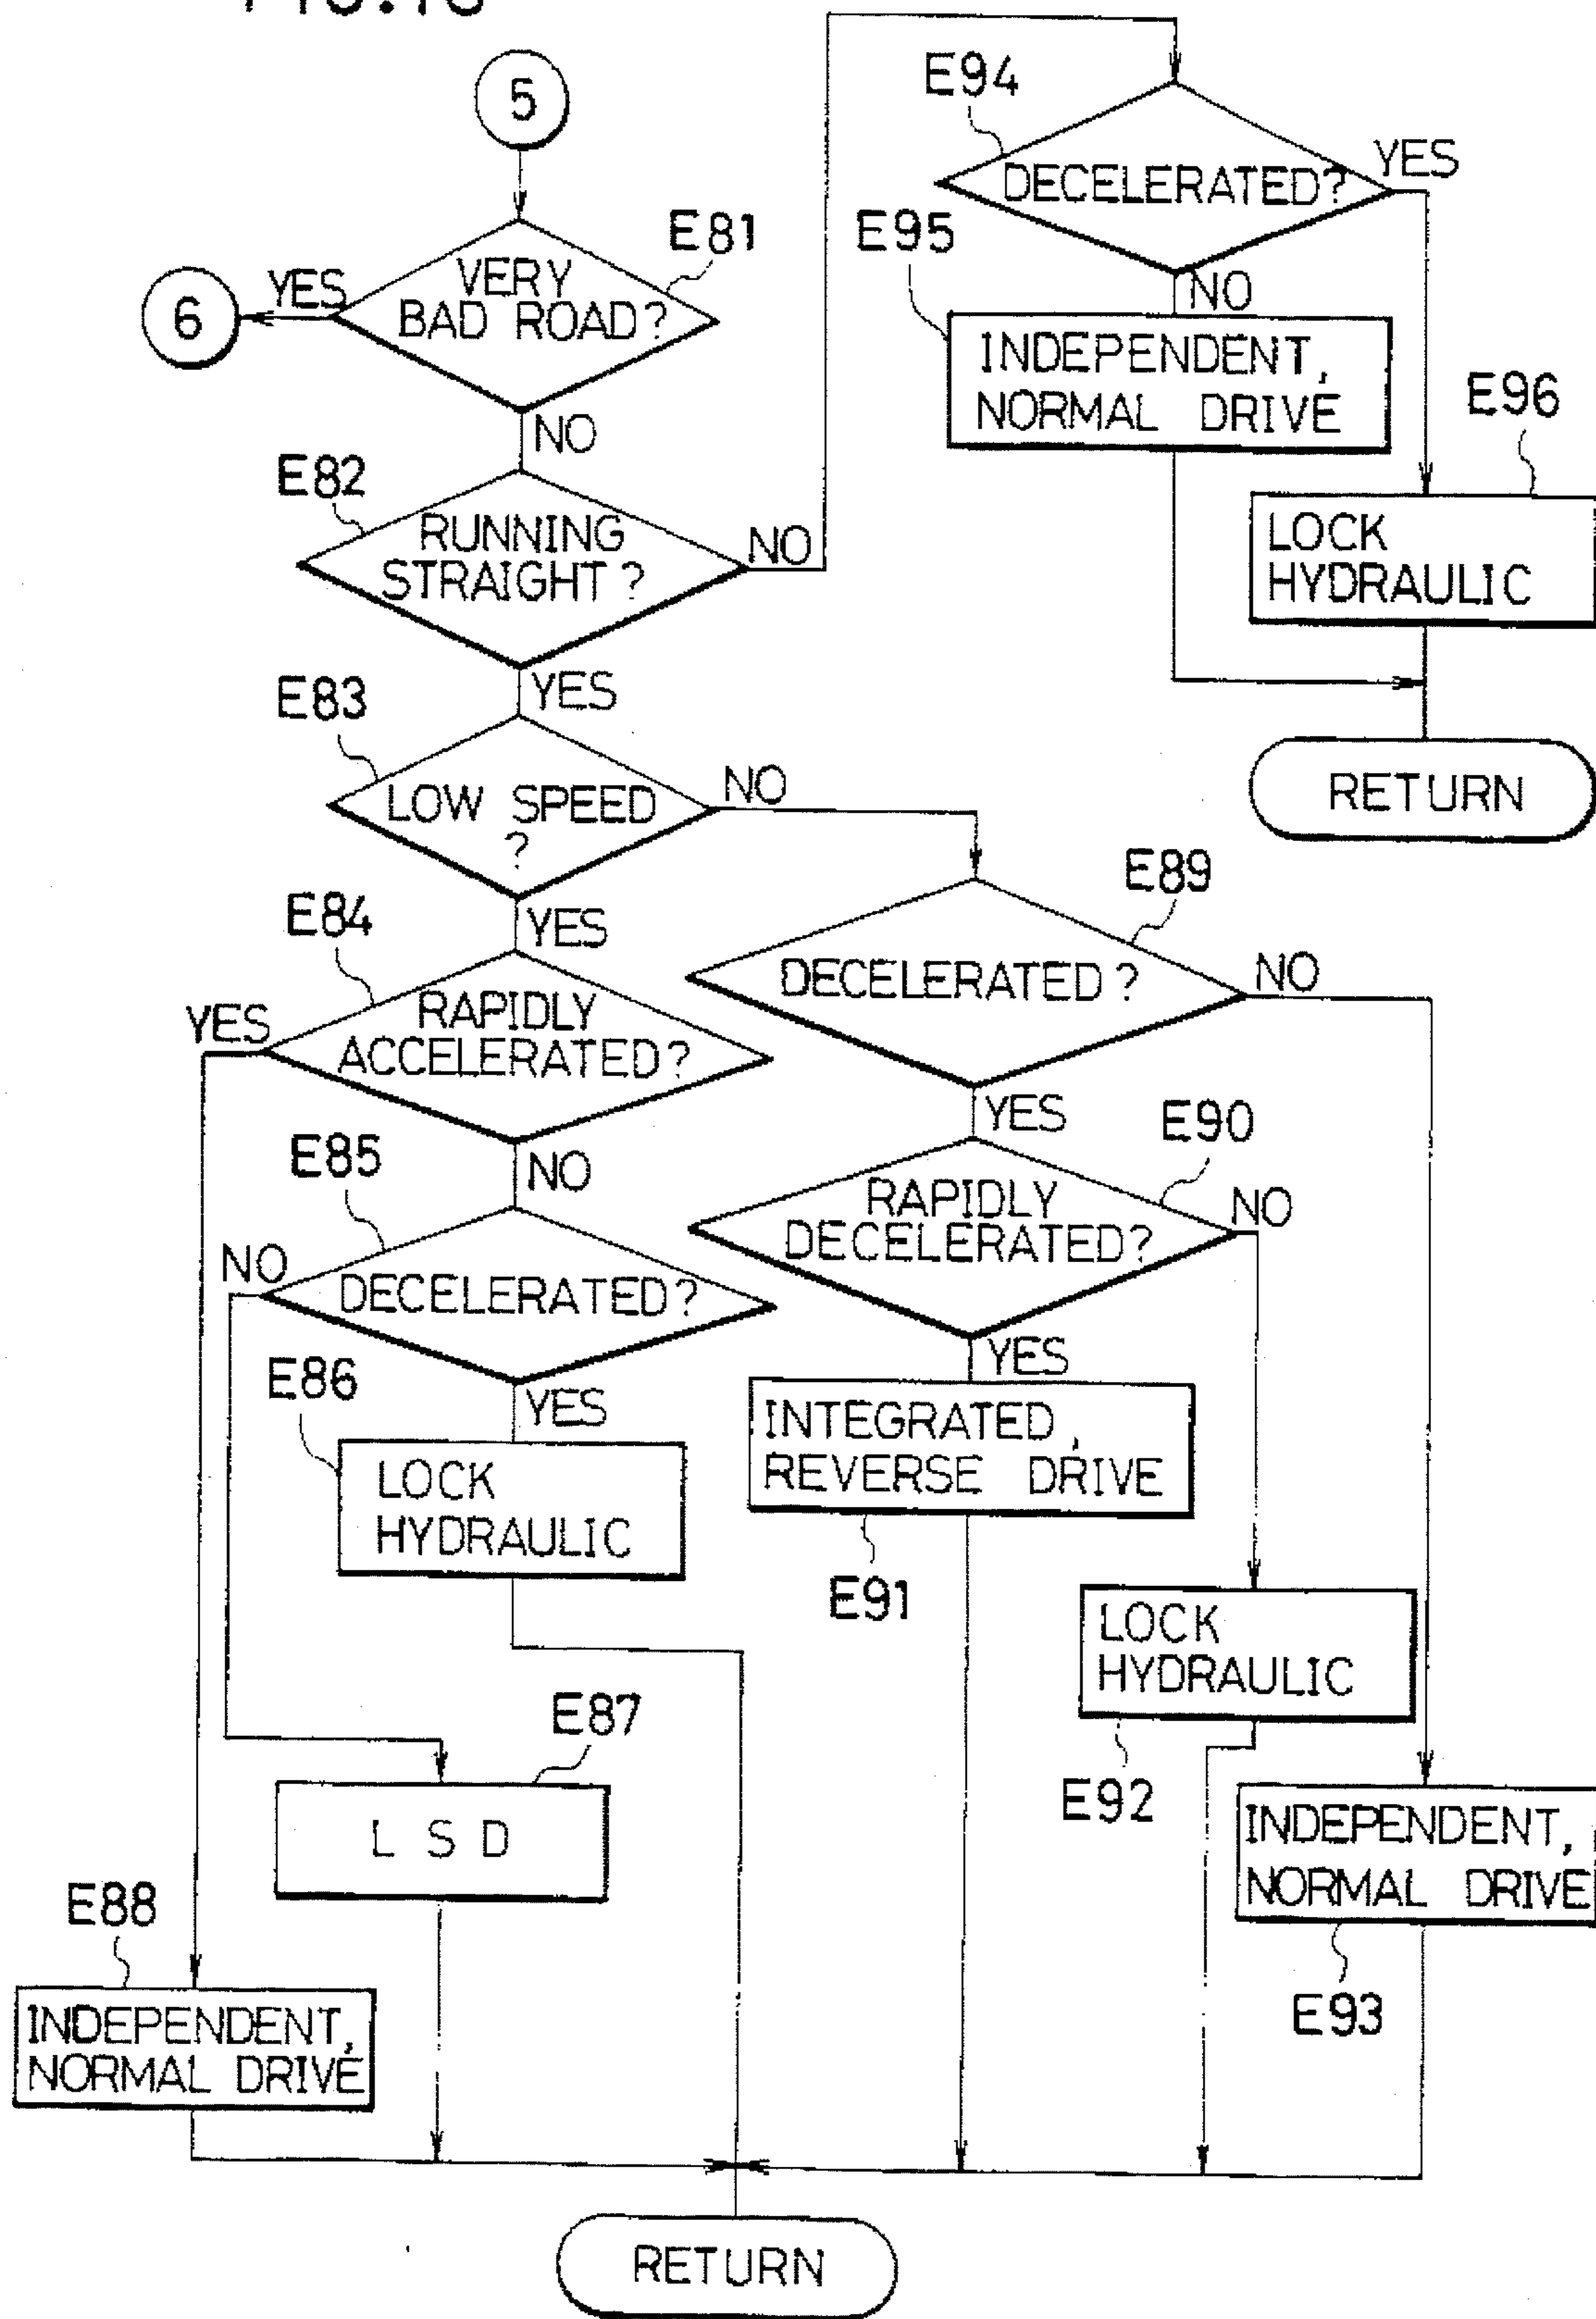 5
E81
VERY
BAD ROAD?
YES
6
NO
E82
RUNNING
STRAIGHT?
NO
YES
E83
LOW SPEED
?
NO
YES
E84
RAPIDLY
ACCELERATED?
YES
NO
E85
DECELERATED?
NO
YES
E86
LOCK
HYDRAULIC
E87
L S D
E88
INDEPENDENT,
NORMAL DRIVE
E89
DECELERATED?
NO
YES
E90
RAPIDLY
DECELERATED?
NO
YES
INTEGRATED,
REVERSE DRIVE
E91
LOCK
HYDRAULIC
E92
INDEPENDENT,
NORMAL DRIVE
E93
RETURN
E94
DECELERATED?
YES
NO
E95
INDEPENDENT,
NORMAL DRIVE
E96
LOCK
HYDRAULIC
RETURN